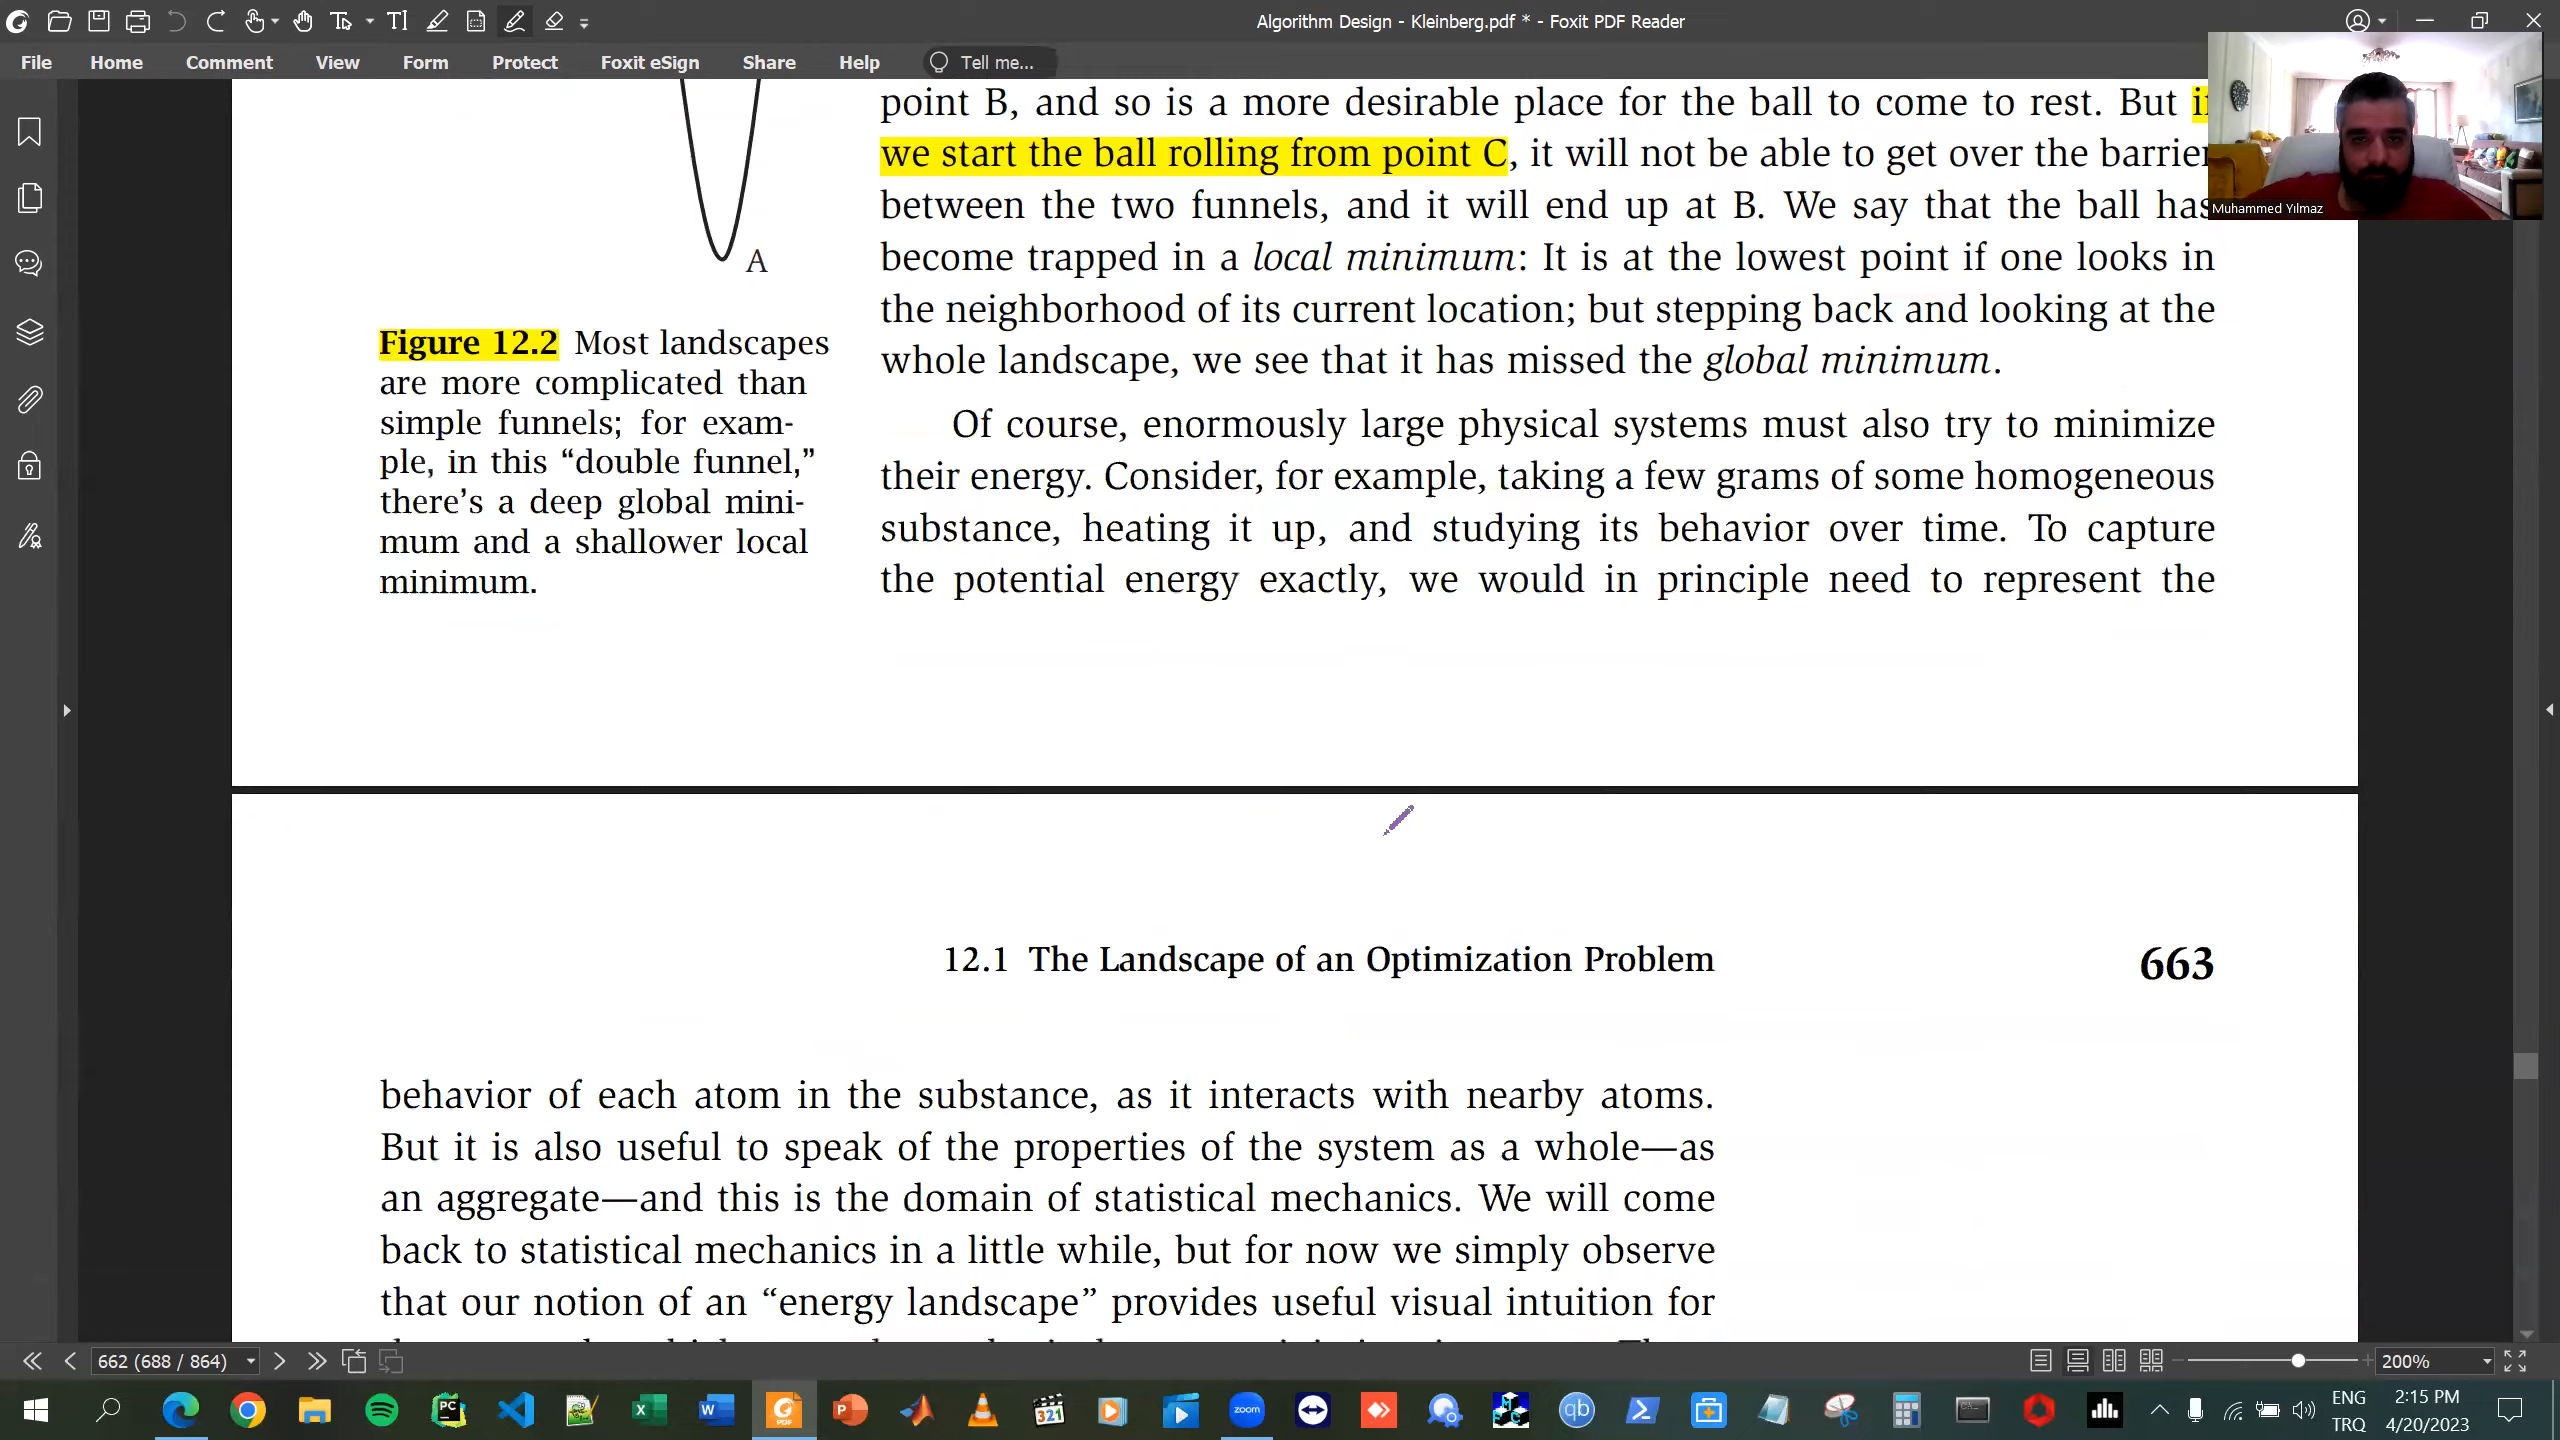 Algorithm Design - Kleinberg.pdf * - Foxit PDF Reader
File Home Comment View Form Protect Foxit eSign Share Help Tell me...
Muhammed Yılmaz
A
Figure 12.2 Most landscapes
are more complicated than
simple funnels; for exam-
ple, in this “double funnel,”
there’s a deep global mini-
mum and a shallower local
minimum.
point B, and so is a more desirable place for the ball to come to rest. But
we start the ball rolling from point C, it will not be able to get over the barrier
between the two funnels, and it will end up at B. We say that the ball has
become trapped in a local minimum: It is at the lowest point if one looks in
the neighborhood of its current location; but stepping back and looking at the
whole landscape, we see that it has missed the global minimum.
Of course, enormously large physical systems must also try to minimize
their energy. Consider, for example, taking a few grams of some homogeneous
substance, heating it up, and studying its behavior over time. To capture
the potential energy exactly, we would in principle need to represent the
12.1 The Landscape of an Optimization Problem 663
behavior of each atom in the substance, as it interacts with nearby atoms.
But it is also useful to speak of the properties of the system as a whole—as
an aggregate—and this is the domain of statistical mechanics. We will come
back to statistical mechanics in a little while, but for now we simply observe
that our notion of an “energy landscape” provides useful visual intuition for
662 (688 / 864)
200%
zoom
321
PC
qb
ENG
TRQ
2:15 PM
4/20/2023